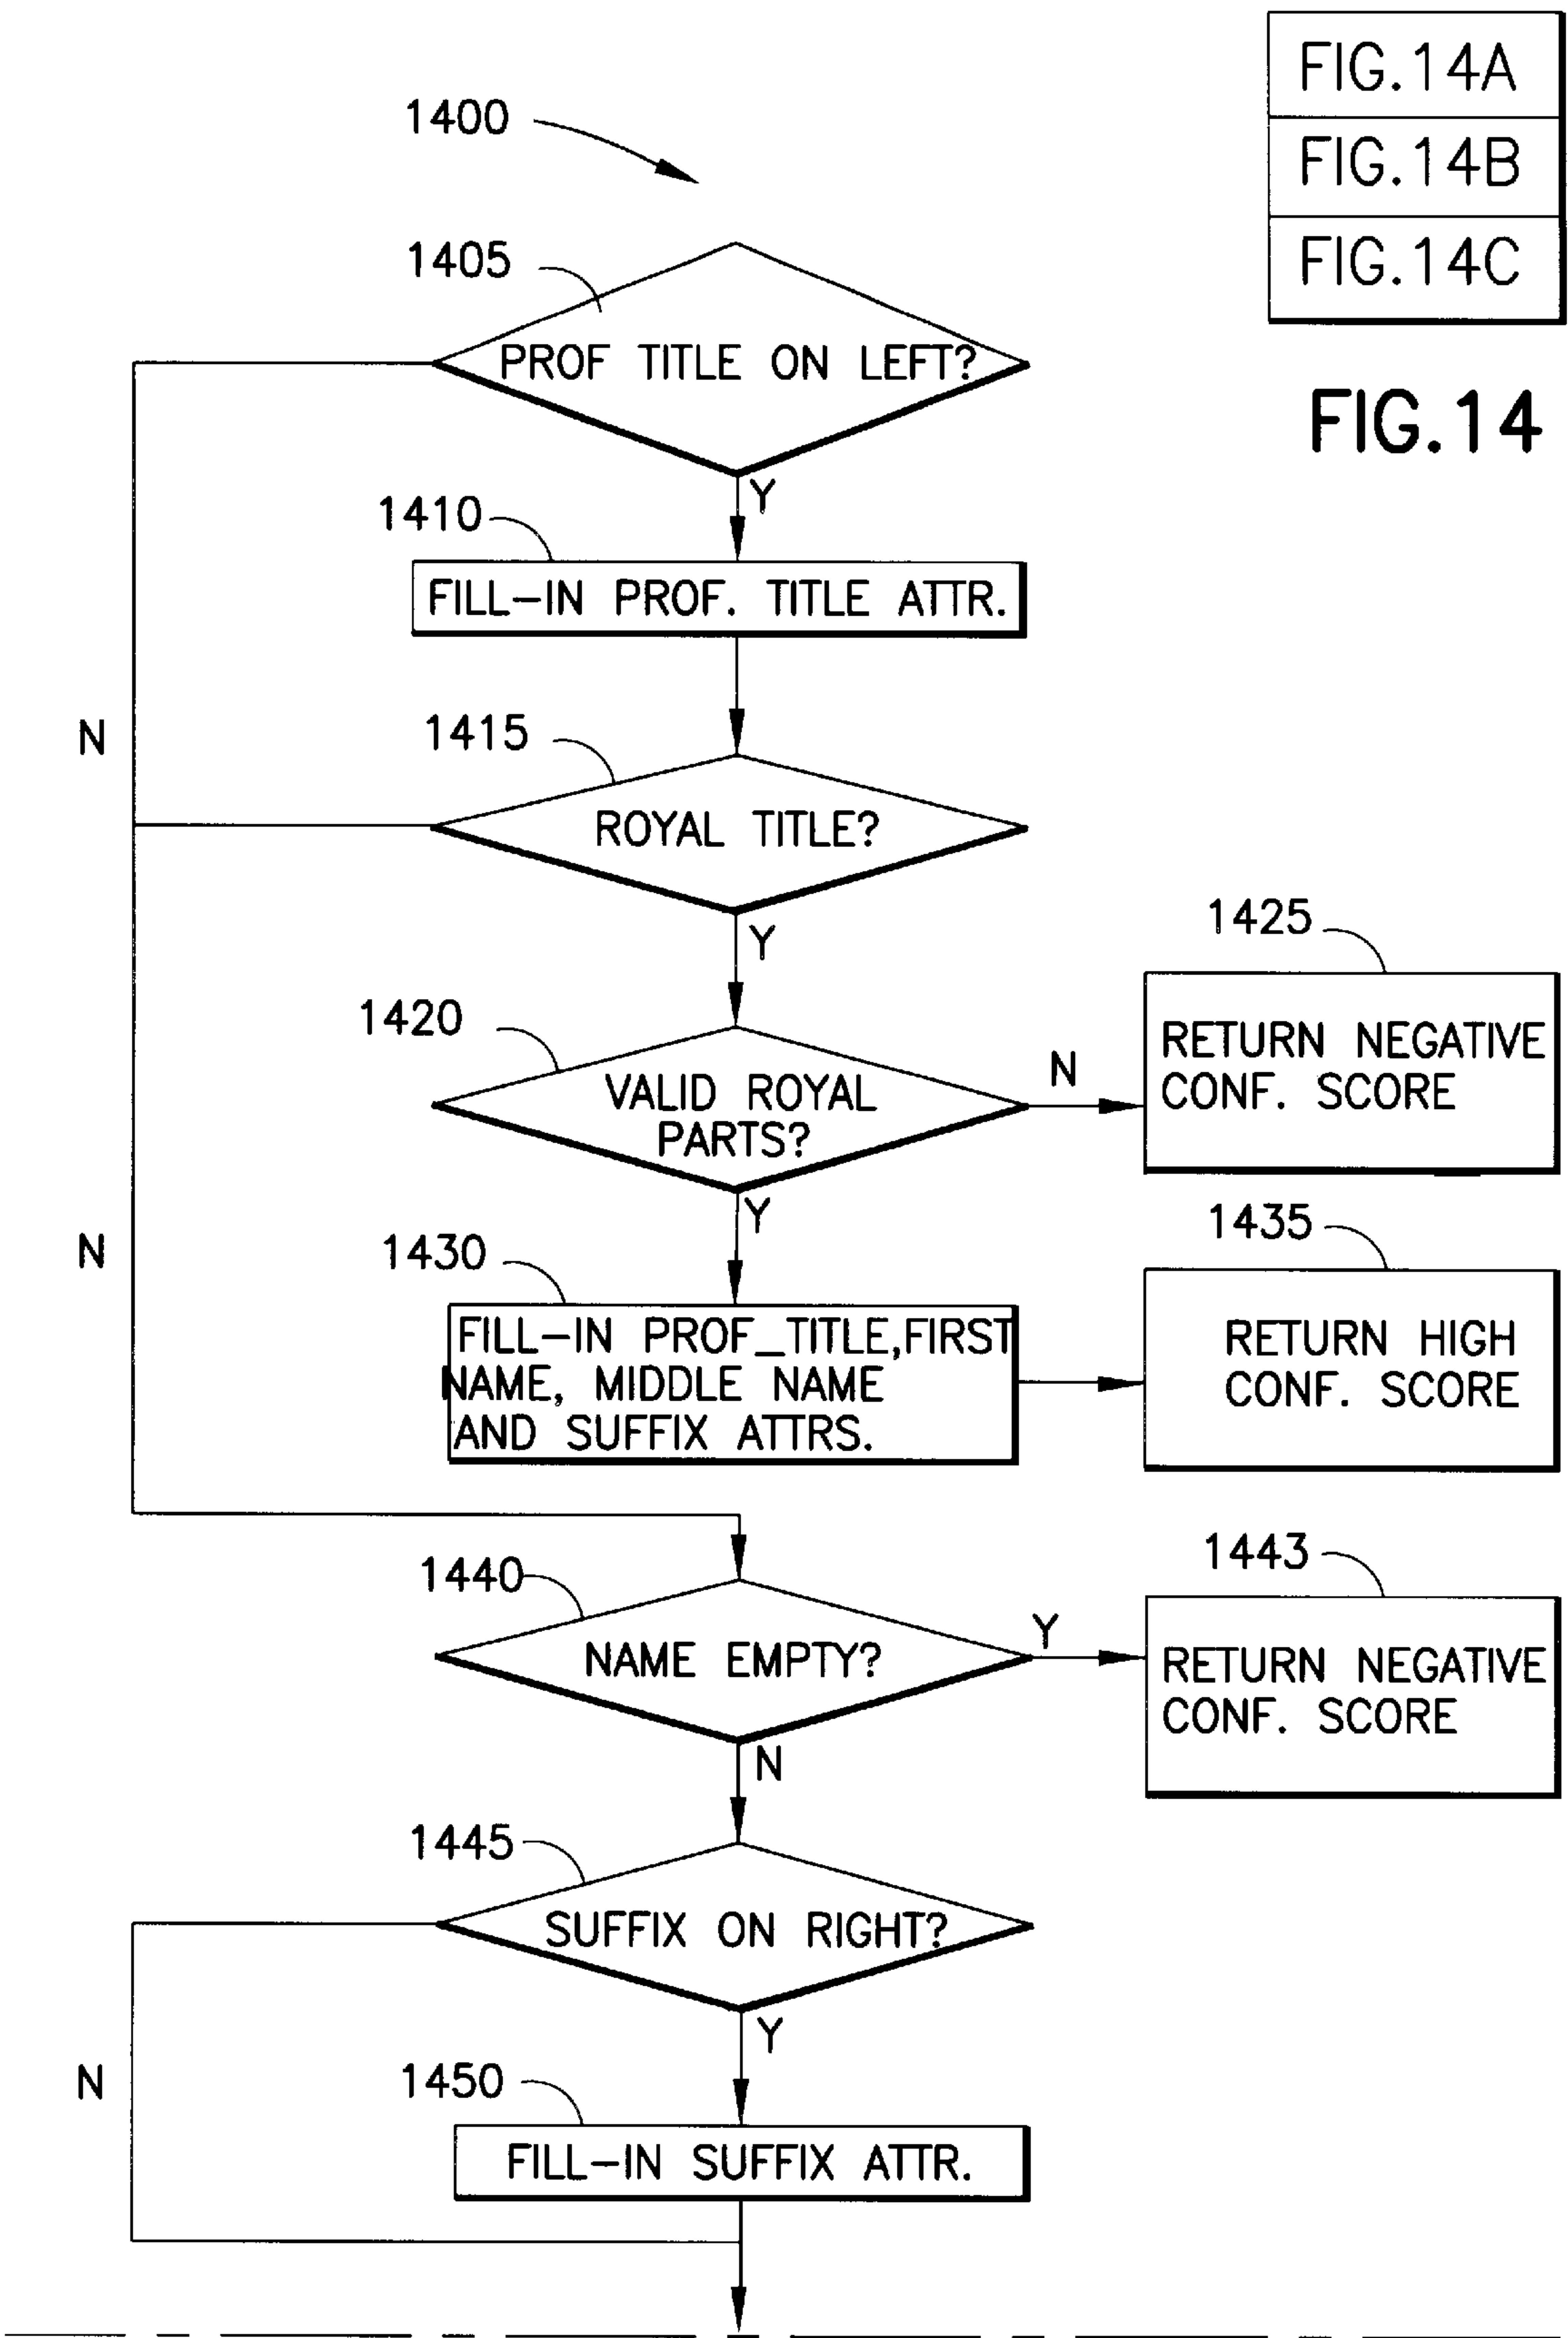 FIG.14A
FIG.14B
FIG.14C
FIG.14
1400
1405
PROF TITLE ON LEFT?
Y
1410
FILL-IN PROF. TITLE ATTR.
N
1415
ROYAL TITLE?
Y
1420
VALID ROYAL
PARTS?
N
1425
RETURN NEGATIVE
CONF. SCORE
Y
N
1430
FILL-IN PROF_TITLE,FIRST
NAME, MIDDLE NAME
AND SUFFIX ATTRS.
1435
RETURN HIGH
CONF. SCORE
1440
NAME EMPTY?
Y
1443
RETURN NEGATIVE
CONF. SCORE
N
1445
SUFFIX ON RIGHT?
Y
N
1450
FILL-IN SUFFIX ATTR.